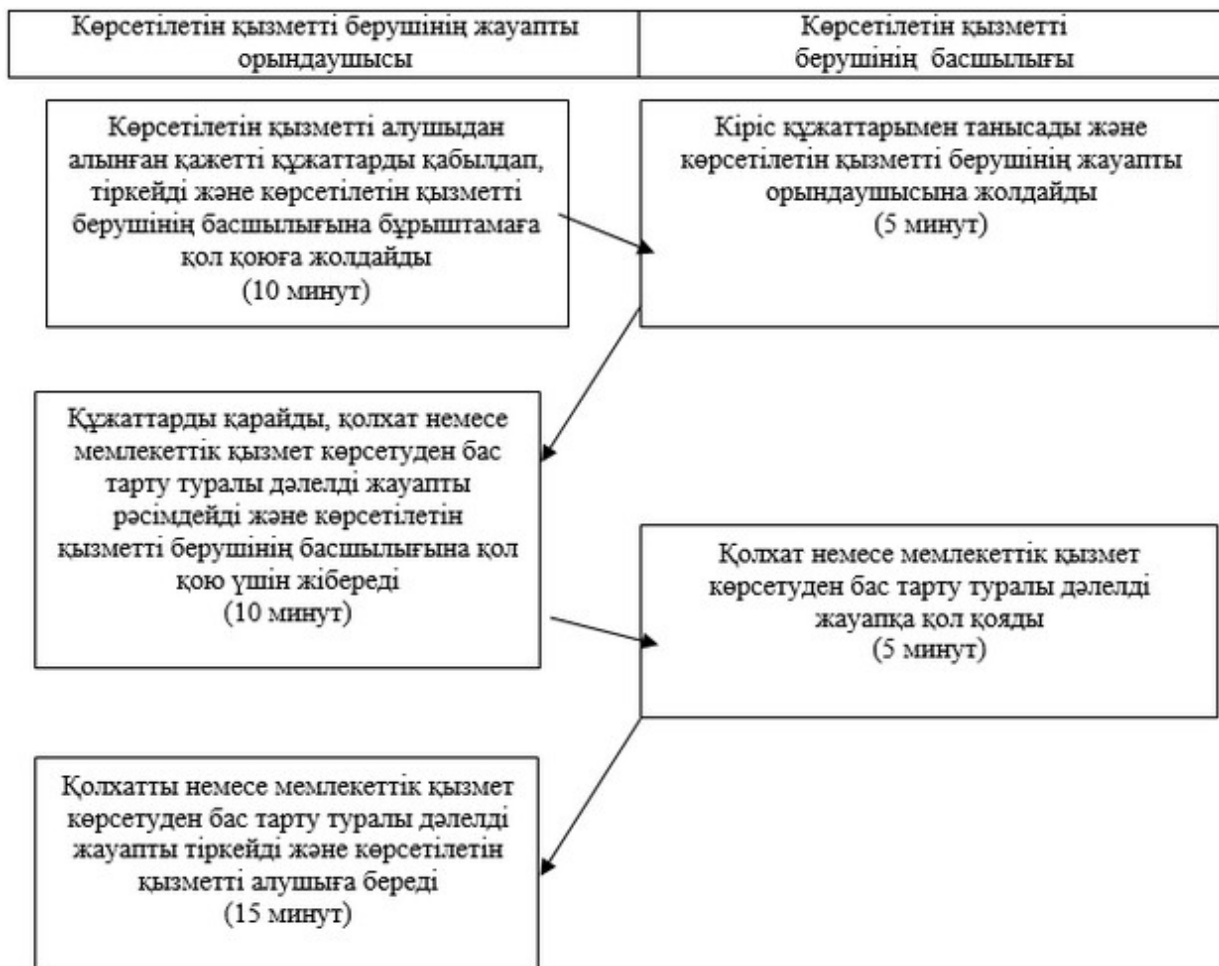 Көрсетілетін қызметті берушінің жауапты
орындаушысы
Көрсетілетін қызметті
берушінің басшылығы
Көрсетілетін қызметті алушыдан
алынған қажетті құжаттарды қабылдап,
тіркейді және көрсетілетін қызметті
берушінің басшылығына бұрыштамаға
қол қоюға жолдайды
(10 минут)
Кіріс құжаттарымен танысады және
көрсетілетін қызметті берушінің жауапты
орындаушысына жолдайды
(5 минут)
Құжаттарды қарайды, қолхат немесе
мемлекеттік қызмет көрсетуден бас
тарту туралы дәлелді жауапты
рәсімдейді және көрсетілетін
қызметті берушінің басшылығына қол
қою үшін жібереді
(10 минут)
Қолхат немесе мемлекеттік қызмет
көрсетуден бас тарту туралы дәлелді
жауапқа қол қояды
(5 минут)
Қолхатты немесе мемлекеттік қызмет
көрсетуден бас тарту туралы дәлелді
жауапты тіркейді және көрсетілетін
қызметті алушыға береді
(15 минут)